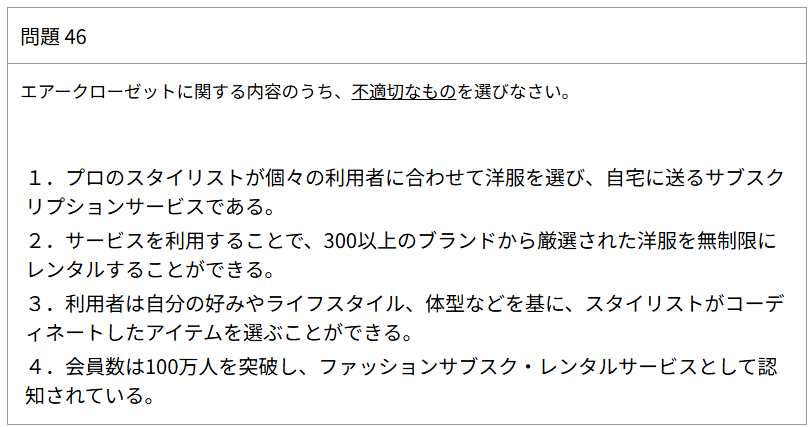 問題 46
エアークローゼットに関する内容のうち、不適切なものを選びなさい。
１．プロのスタイリストが個々の利用者に合わせて洋服を選び、自宅に送るサブスク
リプションサービスである。
２．サービスを利用することで、300以上のブランドから厳選された洋服を無制限に
レンタルすることができる。
３．利用者は自分の好みやライフスタイル、体型などを基に、スタイリストがコーデ
ィネートしたアイテムを選ぶことができる。
４．会員数は100万人を突破し、ファッションサブスク・レンタルサービスとして認
知されている。